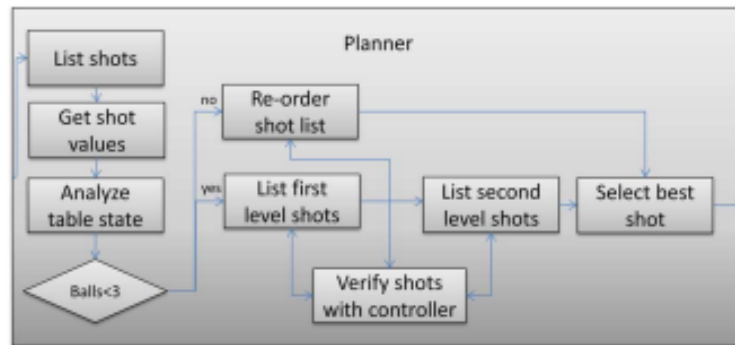 Planner
List shots
Get shot
values
Analyze
table state
Balls<3
no
Re-order
shot list
yes
List first
level shots
List second
level shots
Select best
shot
Verify shots
with controller